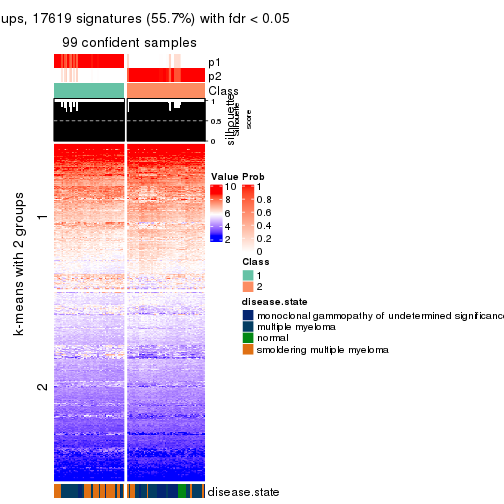 ups, 17619 signatures (55.7%) with fdr < 0.05
99 confident samples
p1
p2
Class
silhouette
Silhouette
score
1
0.5
0
k-means with 2 groups
1
2
Value
10
8
6
4
2
Prob
1
0.8
0.6
0.4
0.2
0
Class
1
2
disease.state
monoclonal gammopathy of undetermined significance
multiple myeloma
normal
smoldering multiple myeloma
disease.state